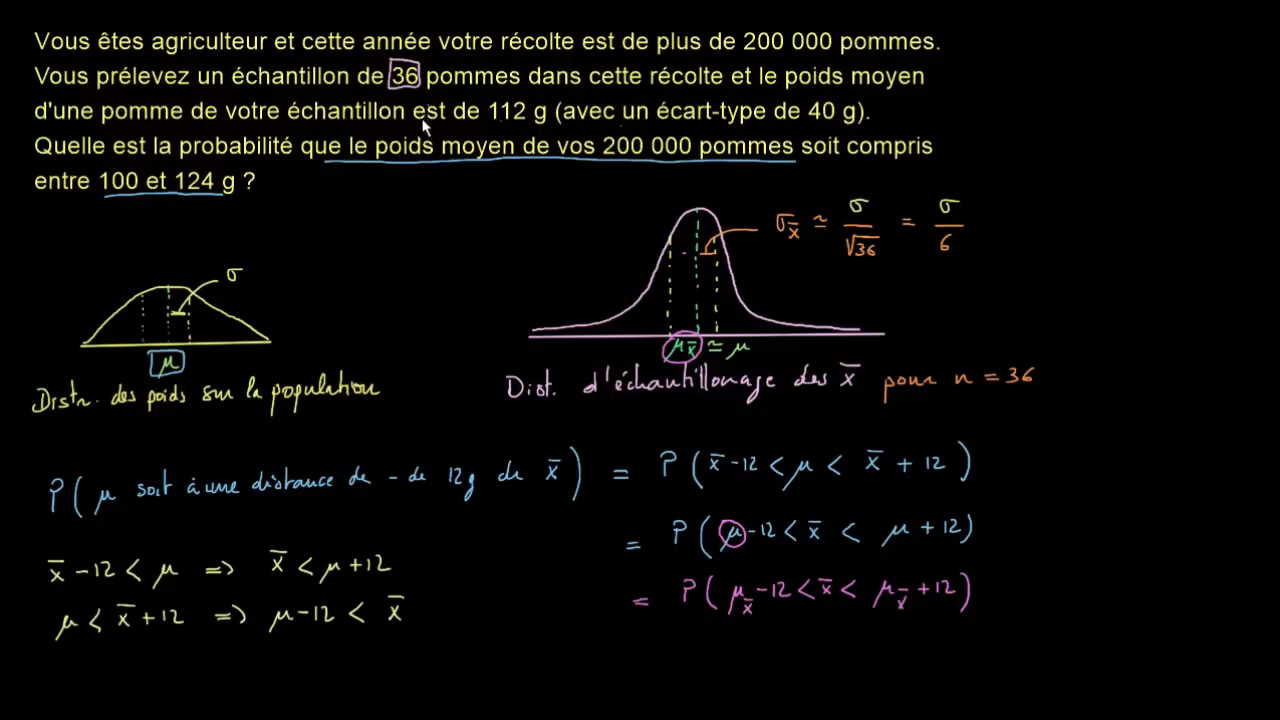 Vous êtes agriculteur et cette année votre récolte est de plus de 200 000 pommes.
Vous prélevez un échantillon de 36 pommes dans cette récolte et le poids moyen
d'une pomme de votre échantillon est de 112 g (avec un écart-type de 40 g).
Quelle est la probabilité que le poids moyen de vos 200 000 pommes soit compris
entre 100 et 124 g ?
σ_x̄ ≃ σ/√36 = σ/6
σ
μ
μ_x̄ ≃ μ
Distr. des poids sur la population
Dist. d'échantillonage des x̄ pour n = 36
P( μ soit à une distance de - de 12g de x̄ ) = P( x̄ -12 < μ < x̄ + 12 )
= P( μ -12 < x̄ < μ + 12 )
x̄ - 12 < μ => x̄ < μ + 12
= P( μ_x̄ -12 < x̄ < μ_x̄ + 12 )
μ < x̄ + 12 => μ - 12 < x̄